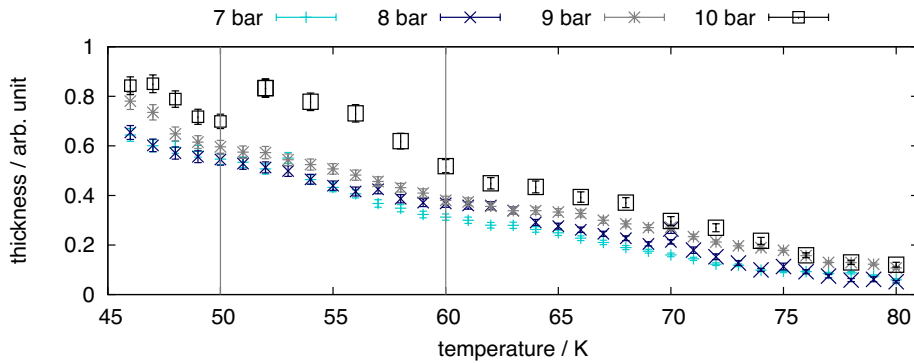 7 bar 8 bar 9 bar 10 bar
1
0.8
0.6
0.4
0.2
0
thickness / arb. unit
45 50 55 60 65 70 75 80
temperature / K